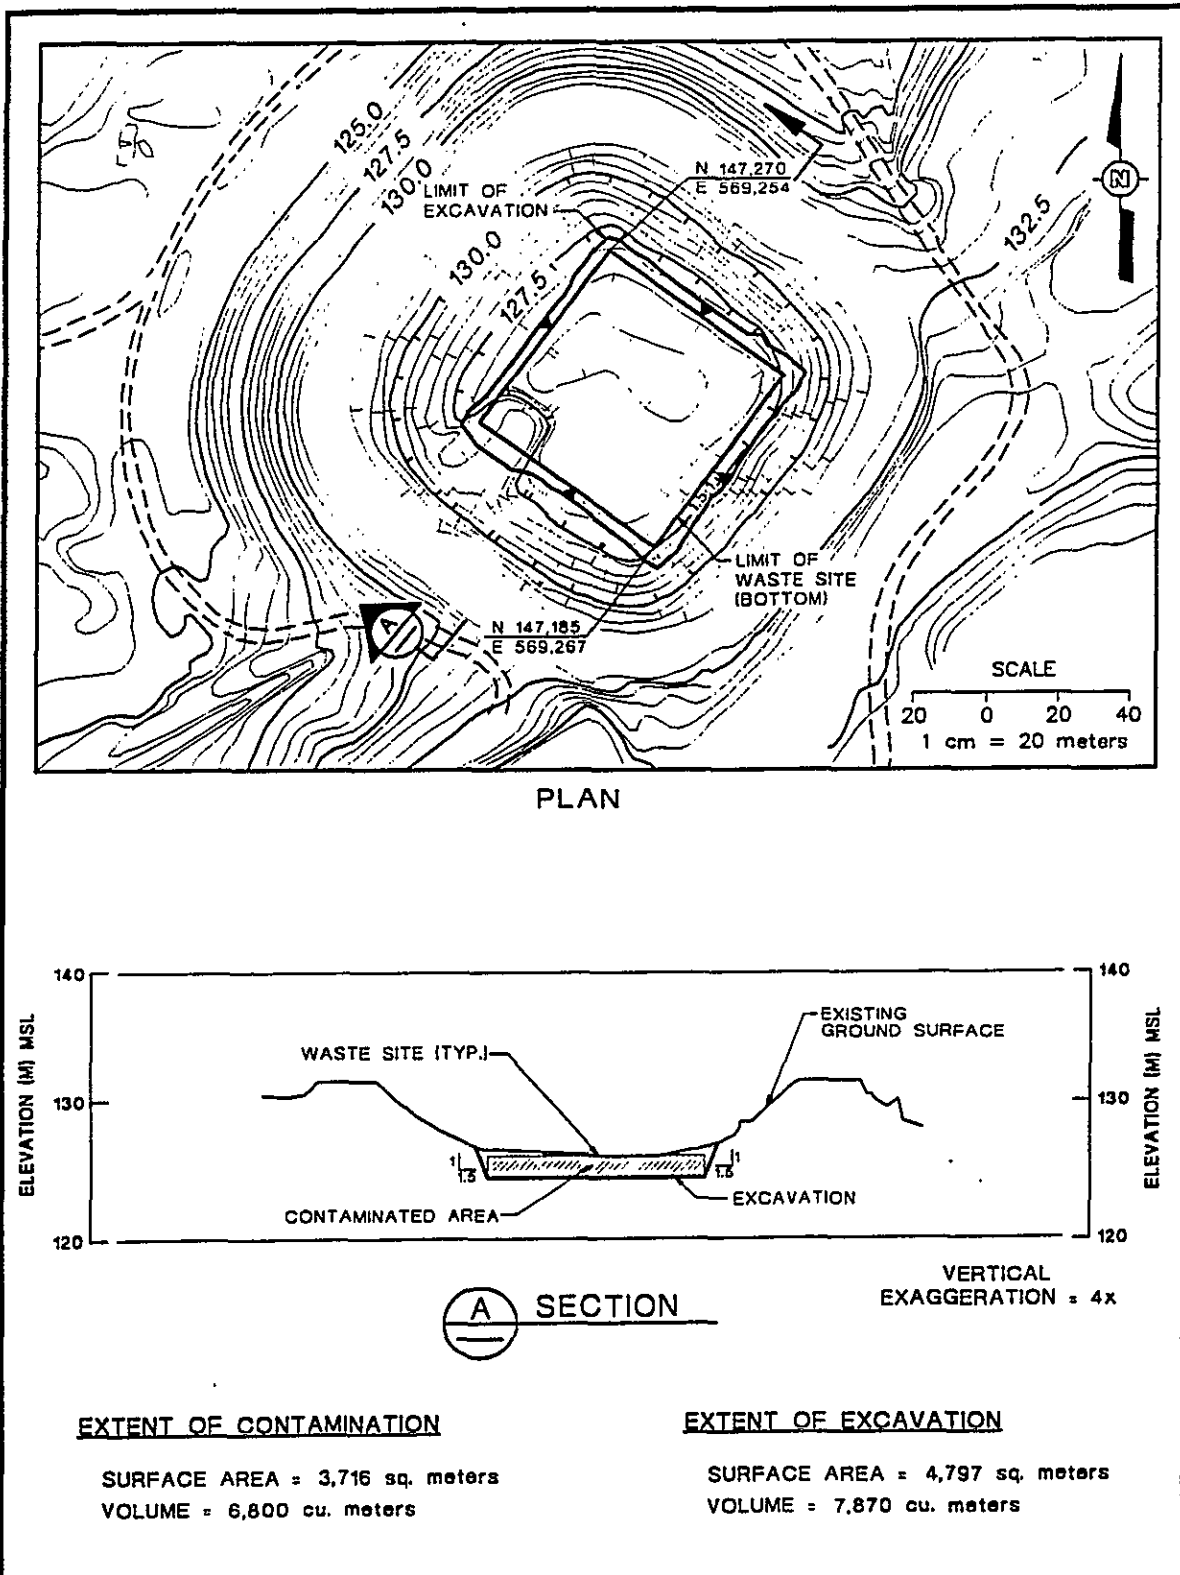 125.0
127.5
130.0
LIMIT OF
EXCAVATION
N 147,270
E 569,254
N
132.5
130.0
127.5
LIMIT OF
WASTE SITE
(BOTTOM)
A
N 147,185
E 569,267
SCALE
20 0 20 40
1 cm = 20 meters
PLAN
140
140
ELEVATION (M) MSL
EXISTING
GROUND SURFACE
WASTE SITE (TYP.)
130
130
ELEVATION (M) MSL
1
1.5
1
1.5
EXCAVATION
CONTAMINATED AREA
120
120
VERTICAL
EXAGGERATION = 4x
A SECTION
EXTENT OF CONTAMINATION
SURFACE AREA = 3,716 sq. meters
VOLUME = 6,800 cu. meters
EXTENT OF EXCAVATION
SURFACE AREA = 4,797 sq. meters
VOLUME = 7,870 cu. meters